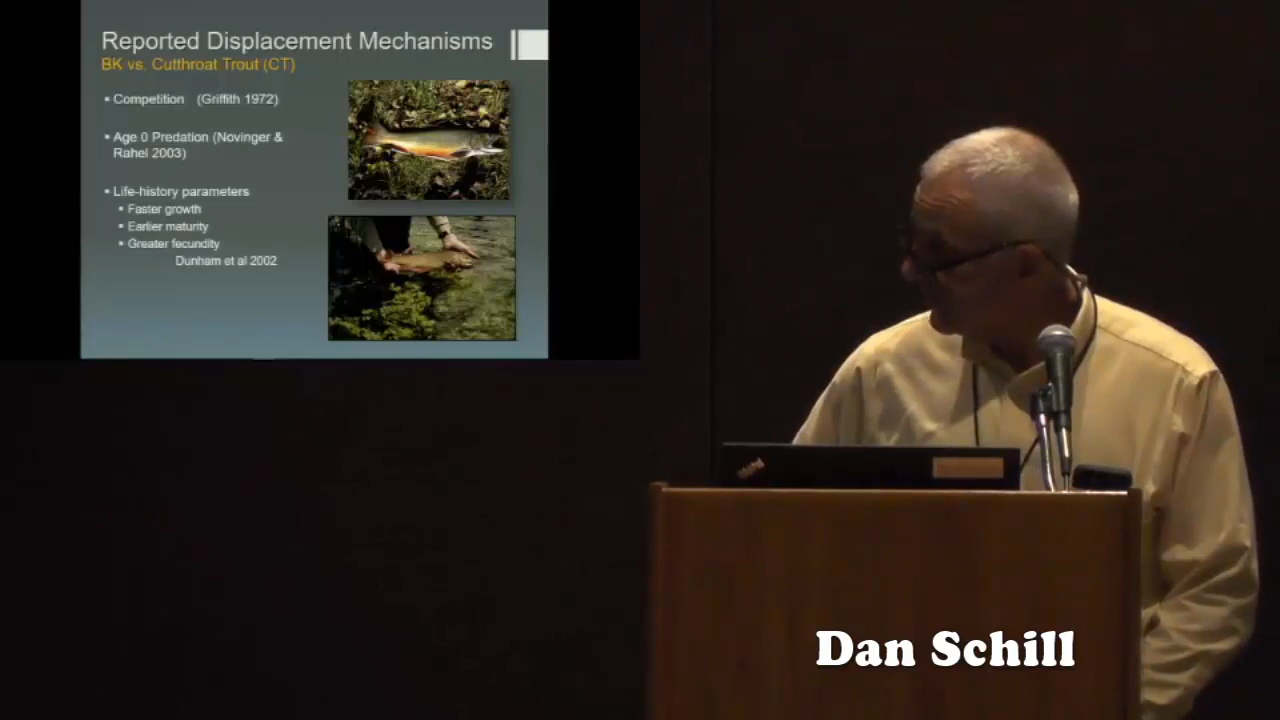 Reported Displacement Mechanisms
BK vs. Cutthroat Trout (CT)
▪ Competition (Griffith 1972)
▪ Age 0 Predation (Novinger &
Rahel 2003)
▪ Life-history parameters
▪ Faster growth
▪ Earlier maturity
▪ Greater fecundity
Dunham et al 2002
Dan Schill